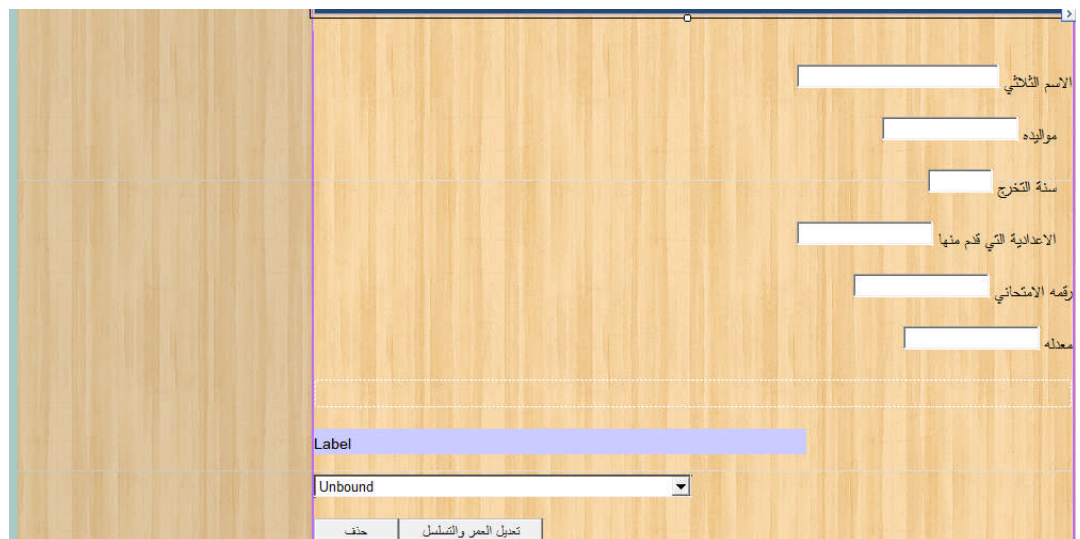 الاسم الثلاثي
مواليده
سنة التخرج
الاعدادية التي قدم منها
رقمه الامتحاني
معدله
Label
Unbound
حذف
تعديل العمر والتسلسل